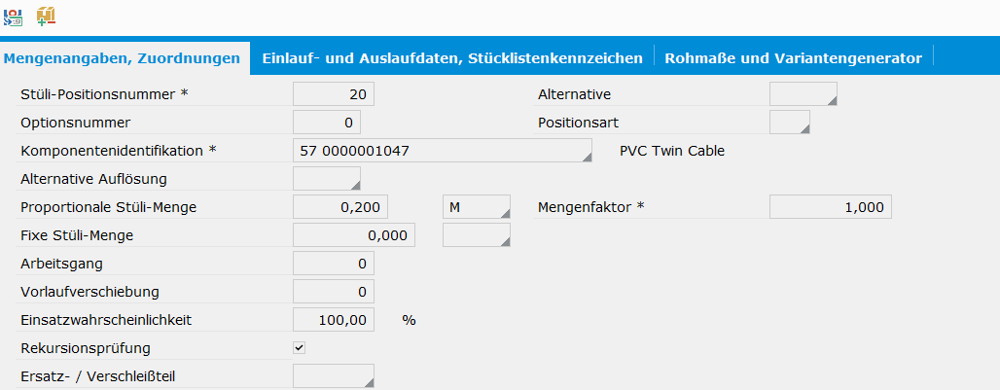 Mengenangaben, Zuordnungen Einlauf- und Auslaufdaten, Stücklistenkennzeichen Rohmaße und Variantengenerator
Stüli-Positionsnummer * 20 Alternative
Optionsnummer 0 Positionsart
Komponentenidentifikation * 57 0000001047 PVC Twin Cable
Alternative Auflösung
Proportionale Stüli-Menge 0,200 M Mengenfaktor * 1,000
Fixe Stüli-Menge 0,000
Arbeitsgang 0
Vorlaufverschiebung 0
Einsatzwahrscheinlichkeit 100,00 %
Rekursionsprüfung
Ersatz- / Verschleißteil